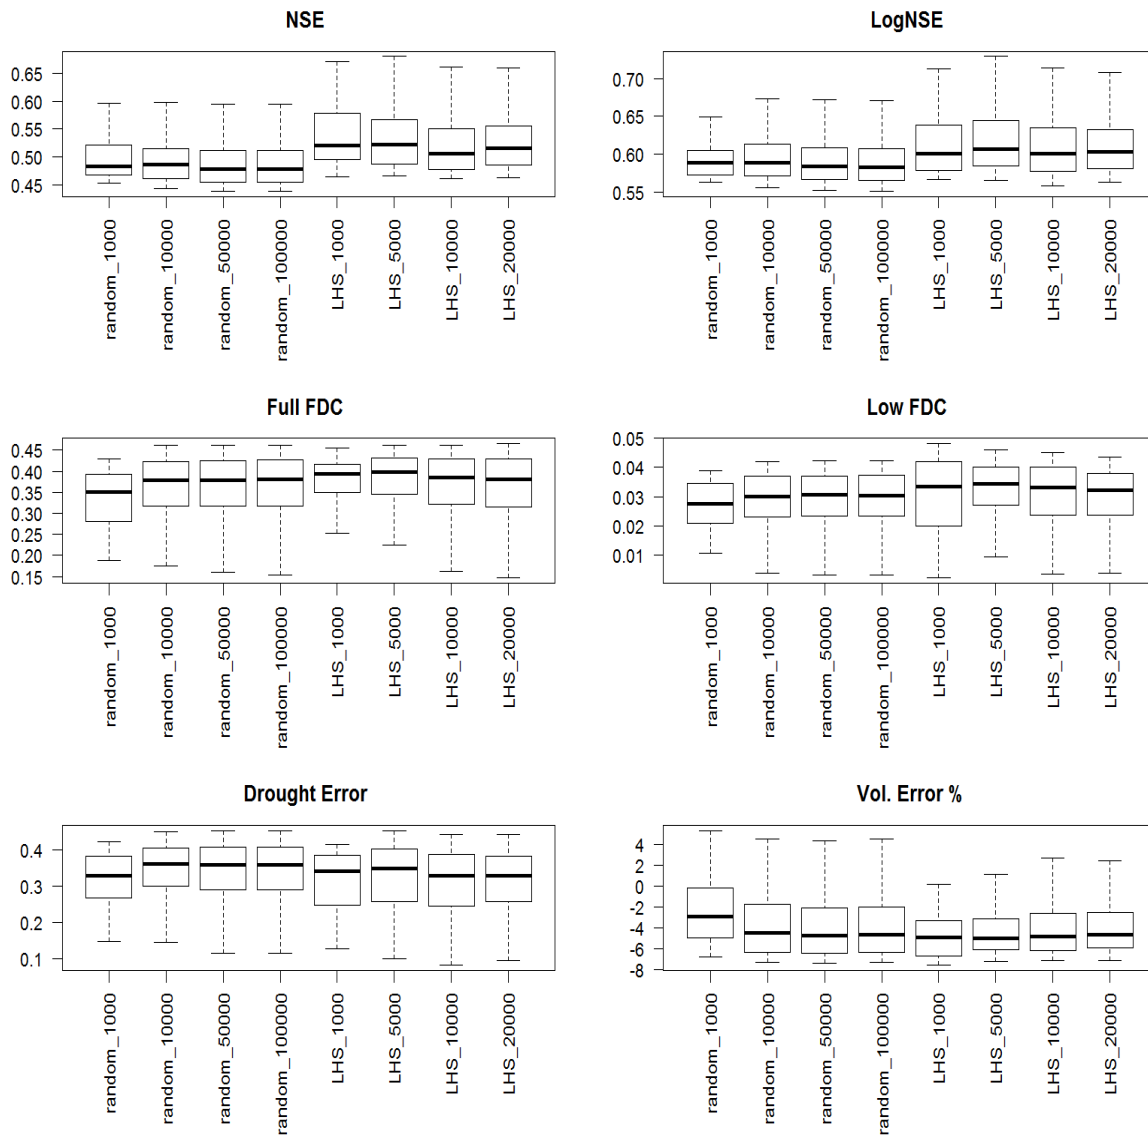 NSE
0.65
0.60
0.55
0.50
0.45
random_1000
random_10000
random_50000
random_100000
LHS_1000
LHS_5000
LHS_10000
LHS_20000
LogNSE
0.70
0.65
0.60
0.55
random_1000
random_10000
random_50000
random_100000
LHS_1000
LHS_5000
LHS_10000
LHS_20000
Full FDC
0.45
0.40
0.35
0.30
0.25
0.20
0.15
random_1000
random_10000
random_50000
random_100000
LHS_1000
LHS_5000
LHS_10000
LHS_20000
Low FDC
0.05
0.04
0.03
0.02
0.01
random_1000
random_10000
random_50000
random_100000
LHS_1000
LHS_5000
LHS_10000
LHS_20000
Drought Error
0.4
0.3
0.2
0.1
random_1000
random_10000
random_50000
random_100000
LHS_1000
LHS_5000
LHS_10000
LHS_20000
Vol. Error %
4
2
0
-2
-4
-6
-8
random_1000
random_10000
random_50000
random_100000
LHS_1000
LHS_5000
LHS_10000
LHS_20000